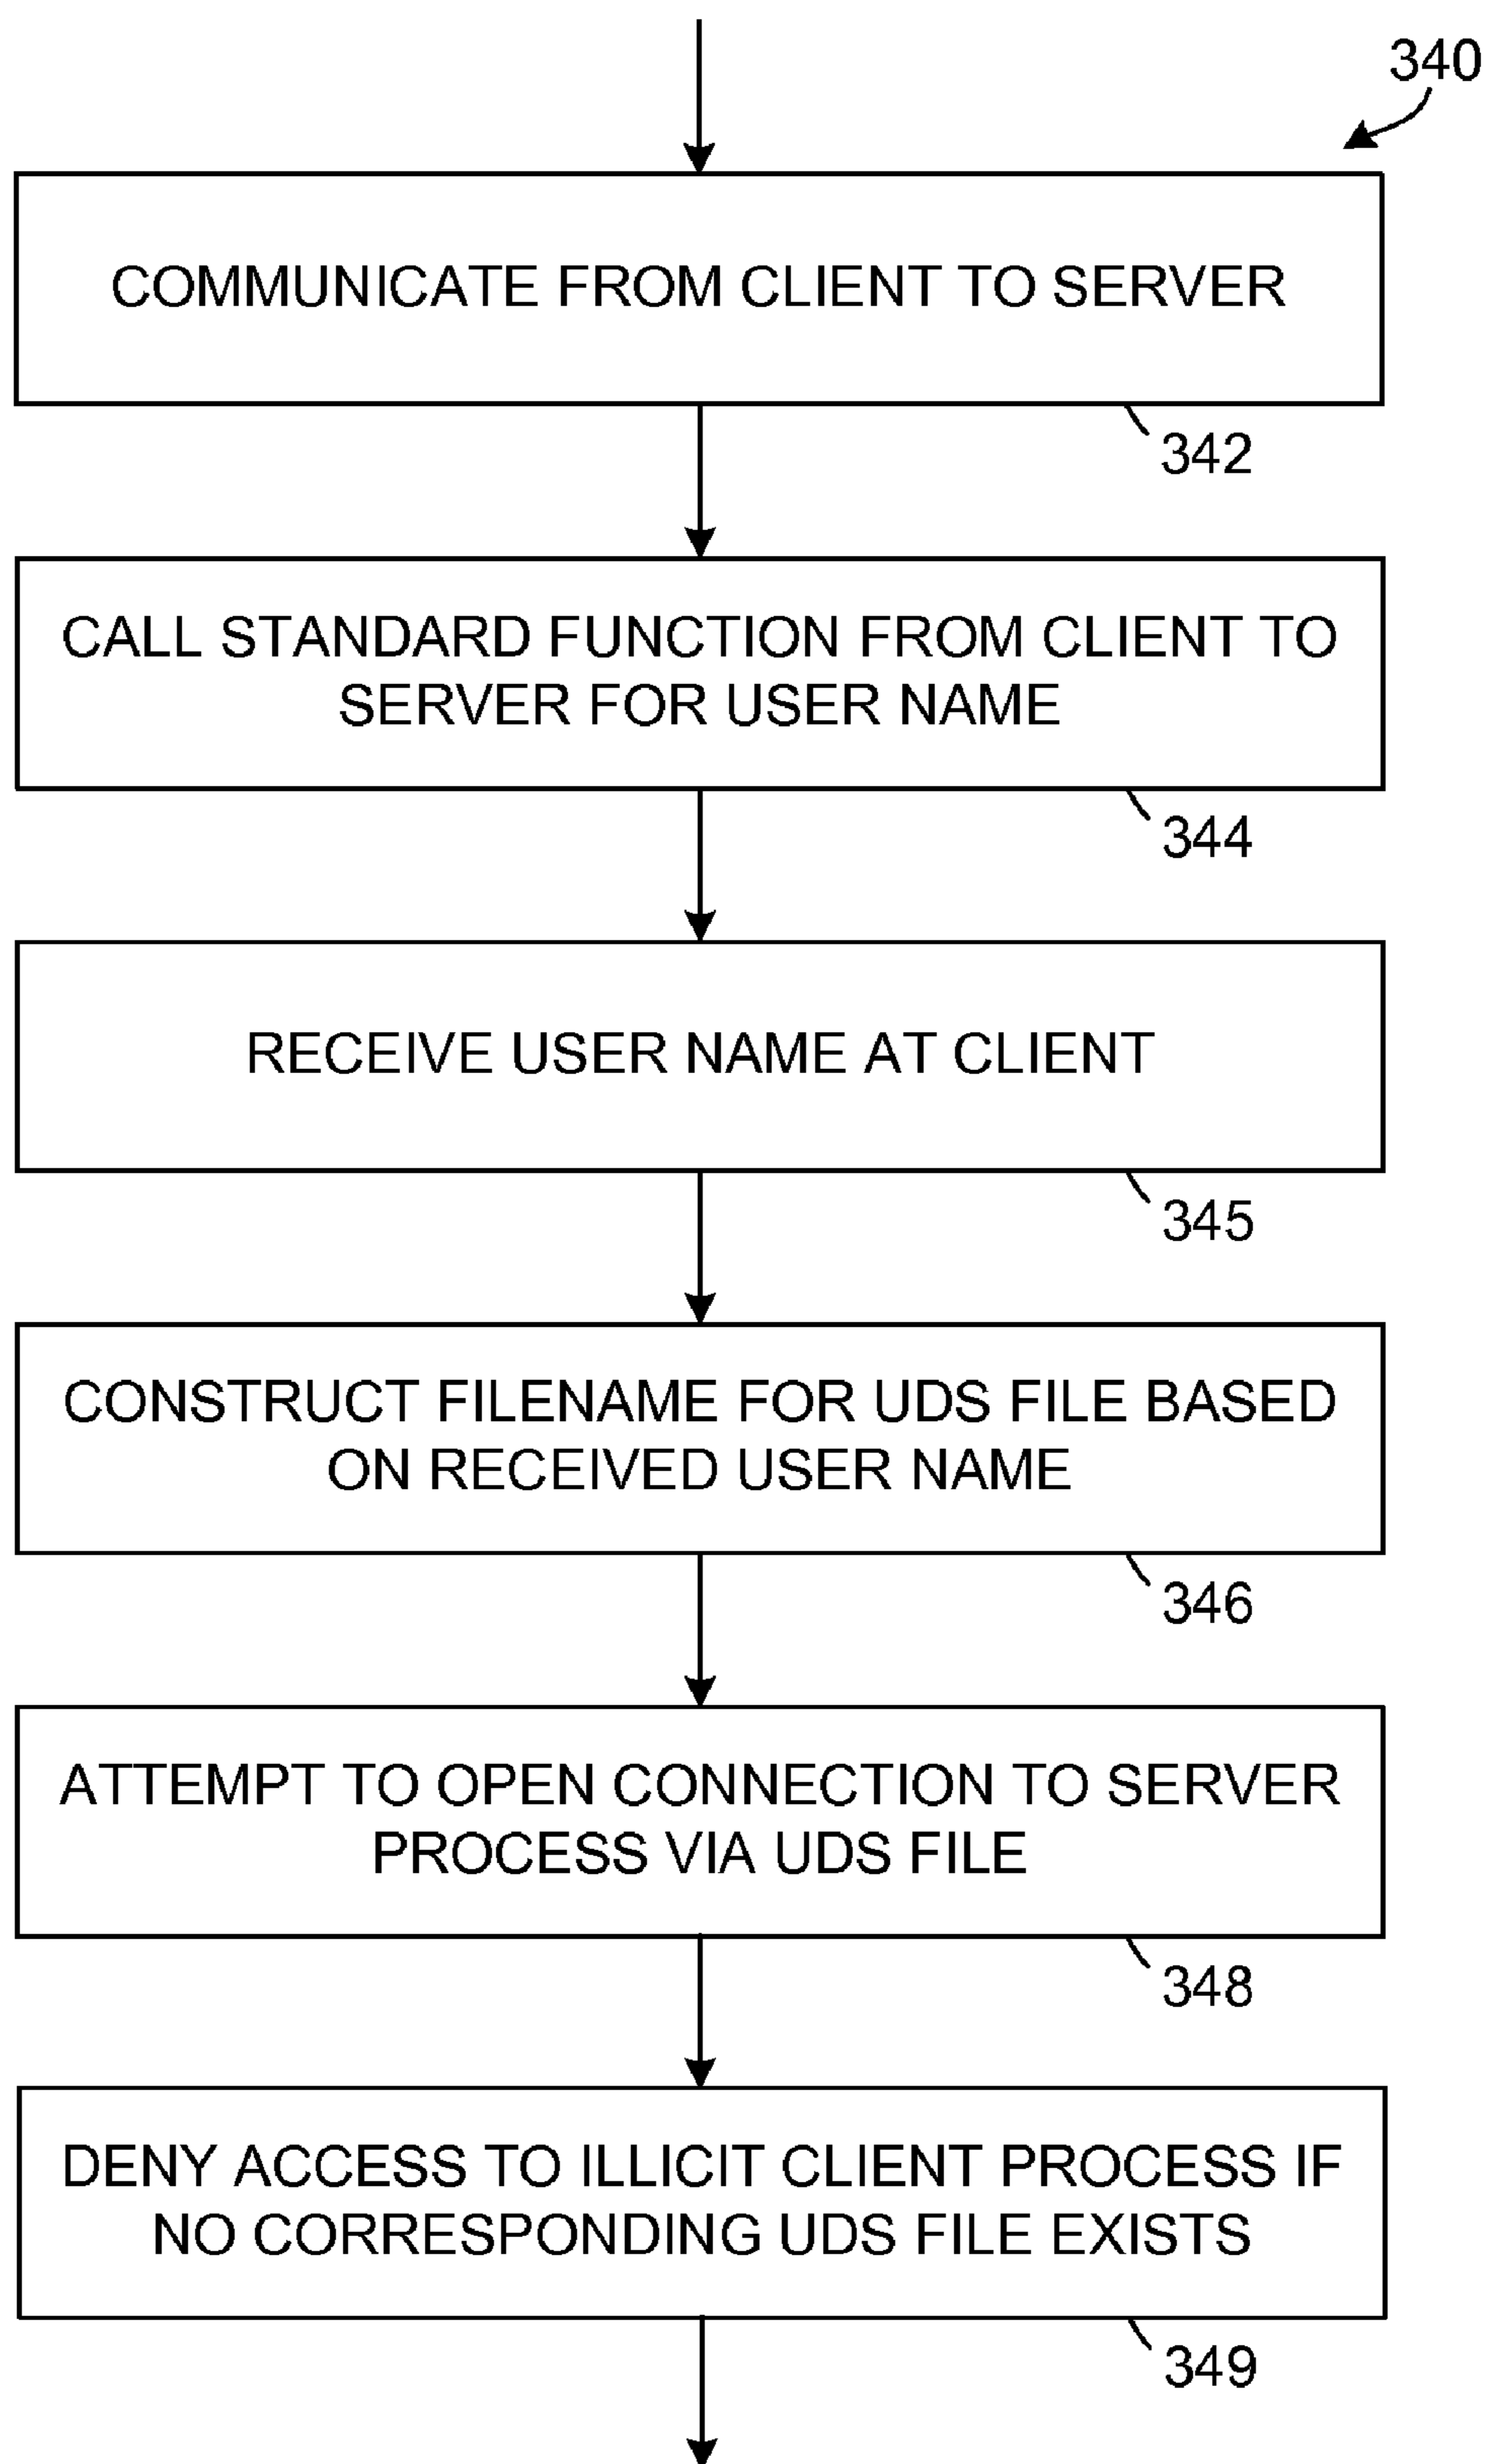 340
COMMUNICATE FROM CLIENT TO SERVER
342
CALL STANDARD FUNCTION FROM CLIENT TO
SERVER FOR USER NAME
344
RECEIVE USER NAME AT CLIENT
345
CONSTRUCT FILENAME FOR UDS FILE BASED
ON RECEIVED USER NAME
346
ATTEMPT TO OPEN CONNECTION TO SERVER
PROCESS VIA UDS FILE
348
DENY ACCESS TO ILLICIT CLIENT PROCESS IF
NO CORRESPONDING UDS FILE EXISTS
349